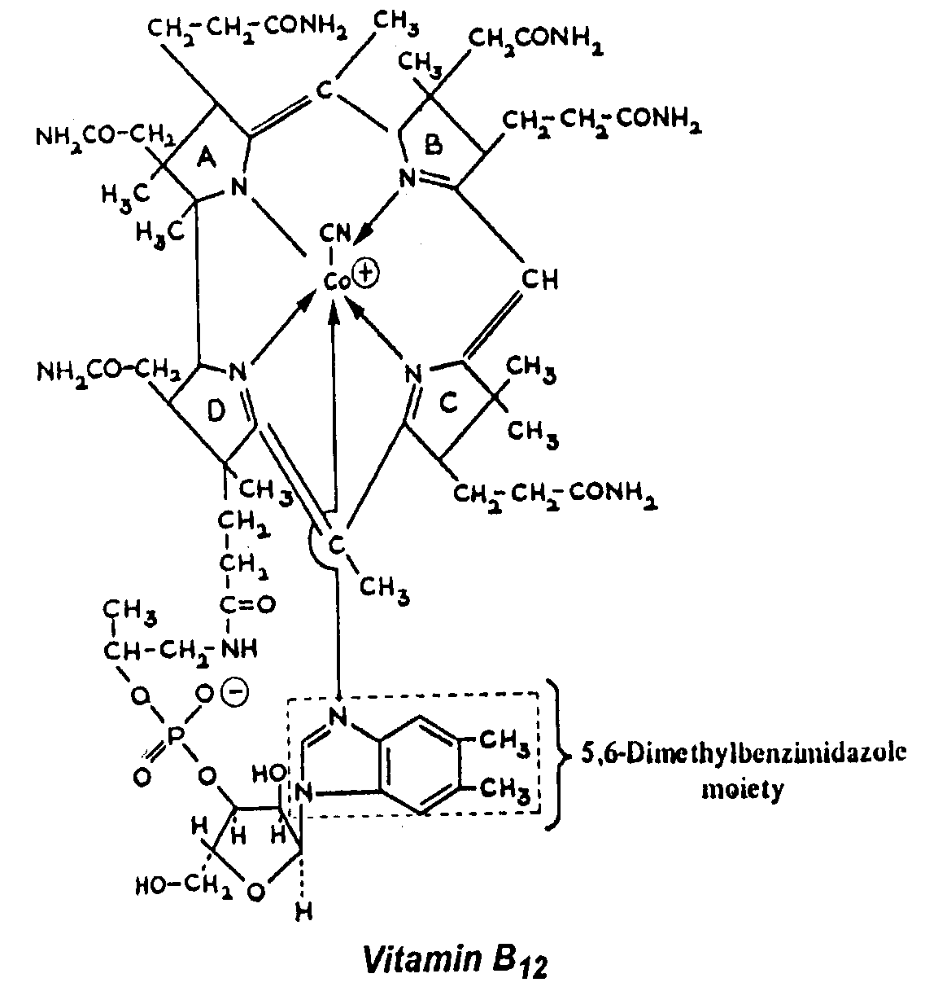 CH₂-CH₂-CONH₂
CH₃
CH₂CONH₂
CH₃
C
CH₂-CH₂-CONH₂
NH₂CO-CH₂
A
B
H₃C
N
N
H₃C
CN
Co⊕
CH
NH₂CO-CH₂
N
N
CH₃
D
C
CH₃
CH₃
CH₂-CH₂-CONH₂
CH₂
C
CH₂
CH₃
C=O
CH₃
CH-CH₂-NH
O
O⊖
N
P
CH₃
5,6-Dimethylbenzimidazole
moiety
O
O
HO
N
CH₃
H
H
H
HO-CH₂
O
H
Vitamin B₁₂